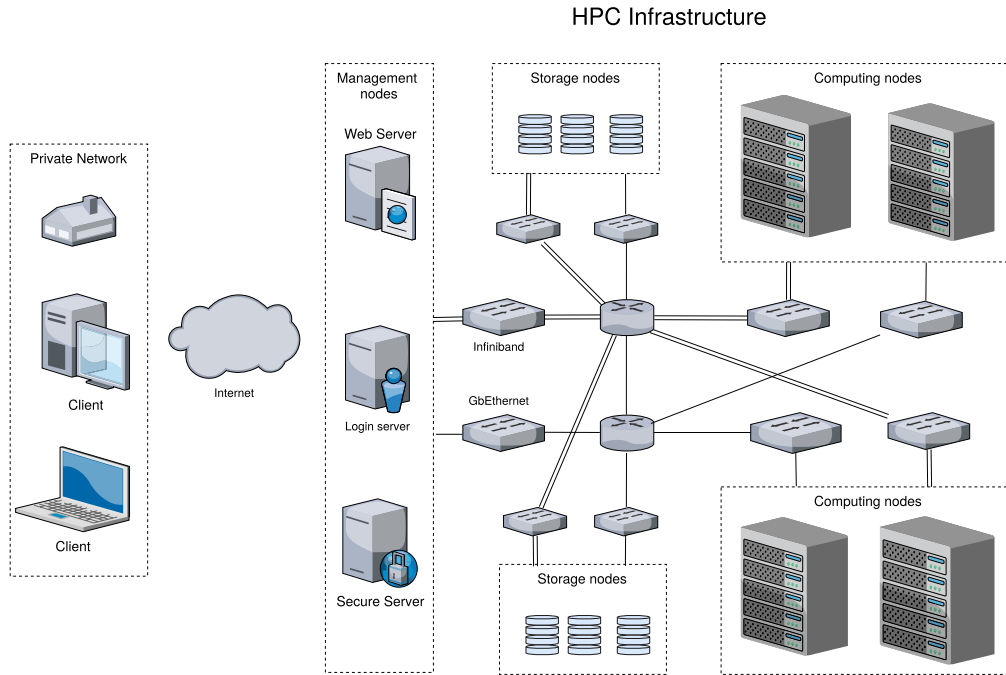 HPC Infrastructure
Private Network
Client
Client
Internet
Management
nodes
Web Server
Login server
Secure Server
Storage nodes
Computing nodes
Infiniband
GbEthernet
Storage nodes
Computing nodes